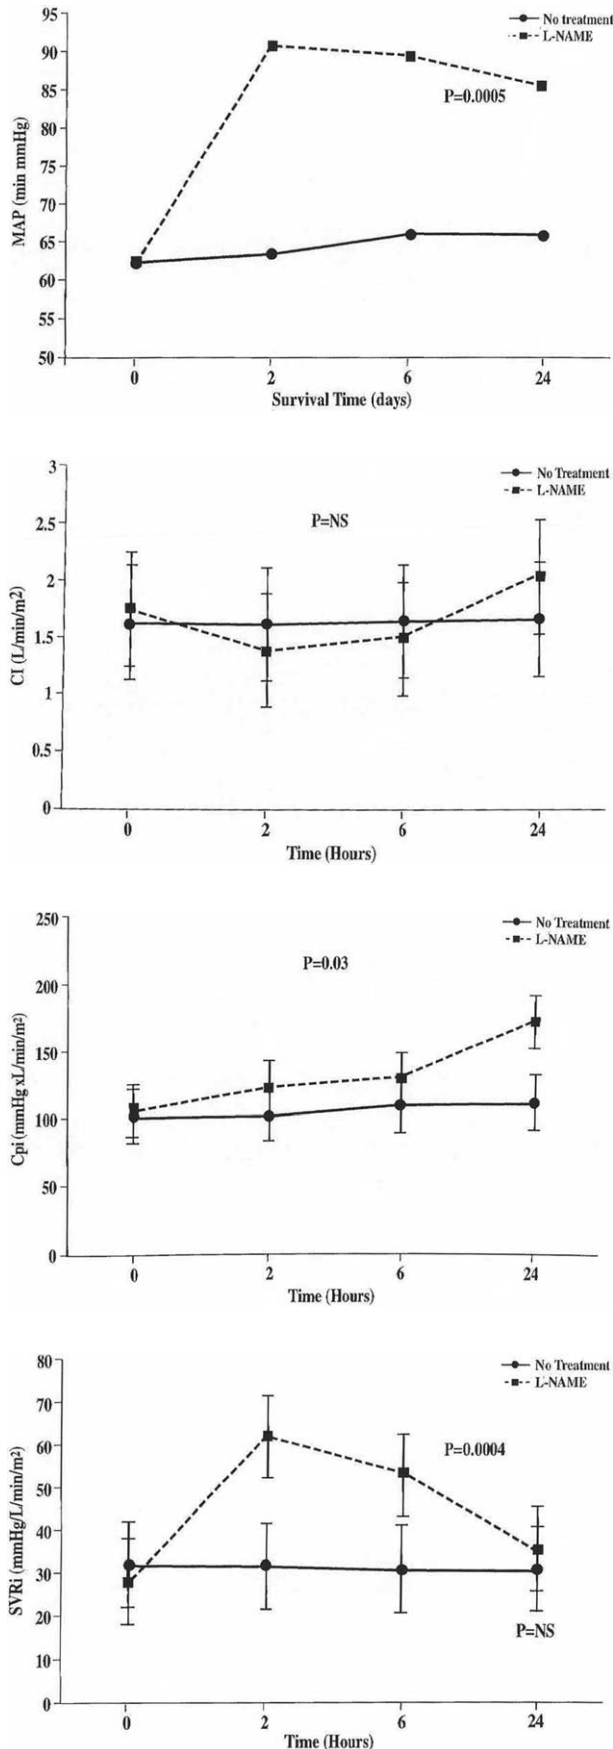 95
90
85
80
75
70
65
60
55
50
MAP (min mmHg)
No treatment
L-NAME
P=0.0005
0 2 6 24
Survival Time (days)
3
2.5
2
1.5
1
0.5
0
CI (L/min/m2)
No Treatment
L-NAME
P=NS
0 2 6 24
Time (Hours)
250
200
150
100
50
0
Cpi (mmHg xL/min/m²)
No Treatment
L-NAME
P=0.03
0 2 6 24
Time (Hours)
80
70
60
50
40
30
20
10
0
SVRi (mmHg/L/min/m2)
No Treatment
L-NAME
P=0.0004
P=NS
0 2 6 24
Time (Hours)